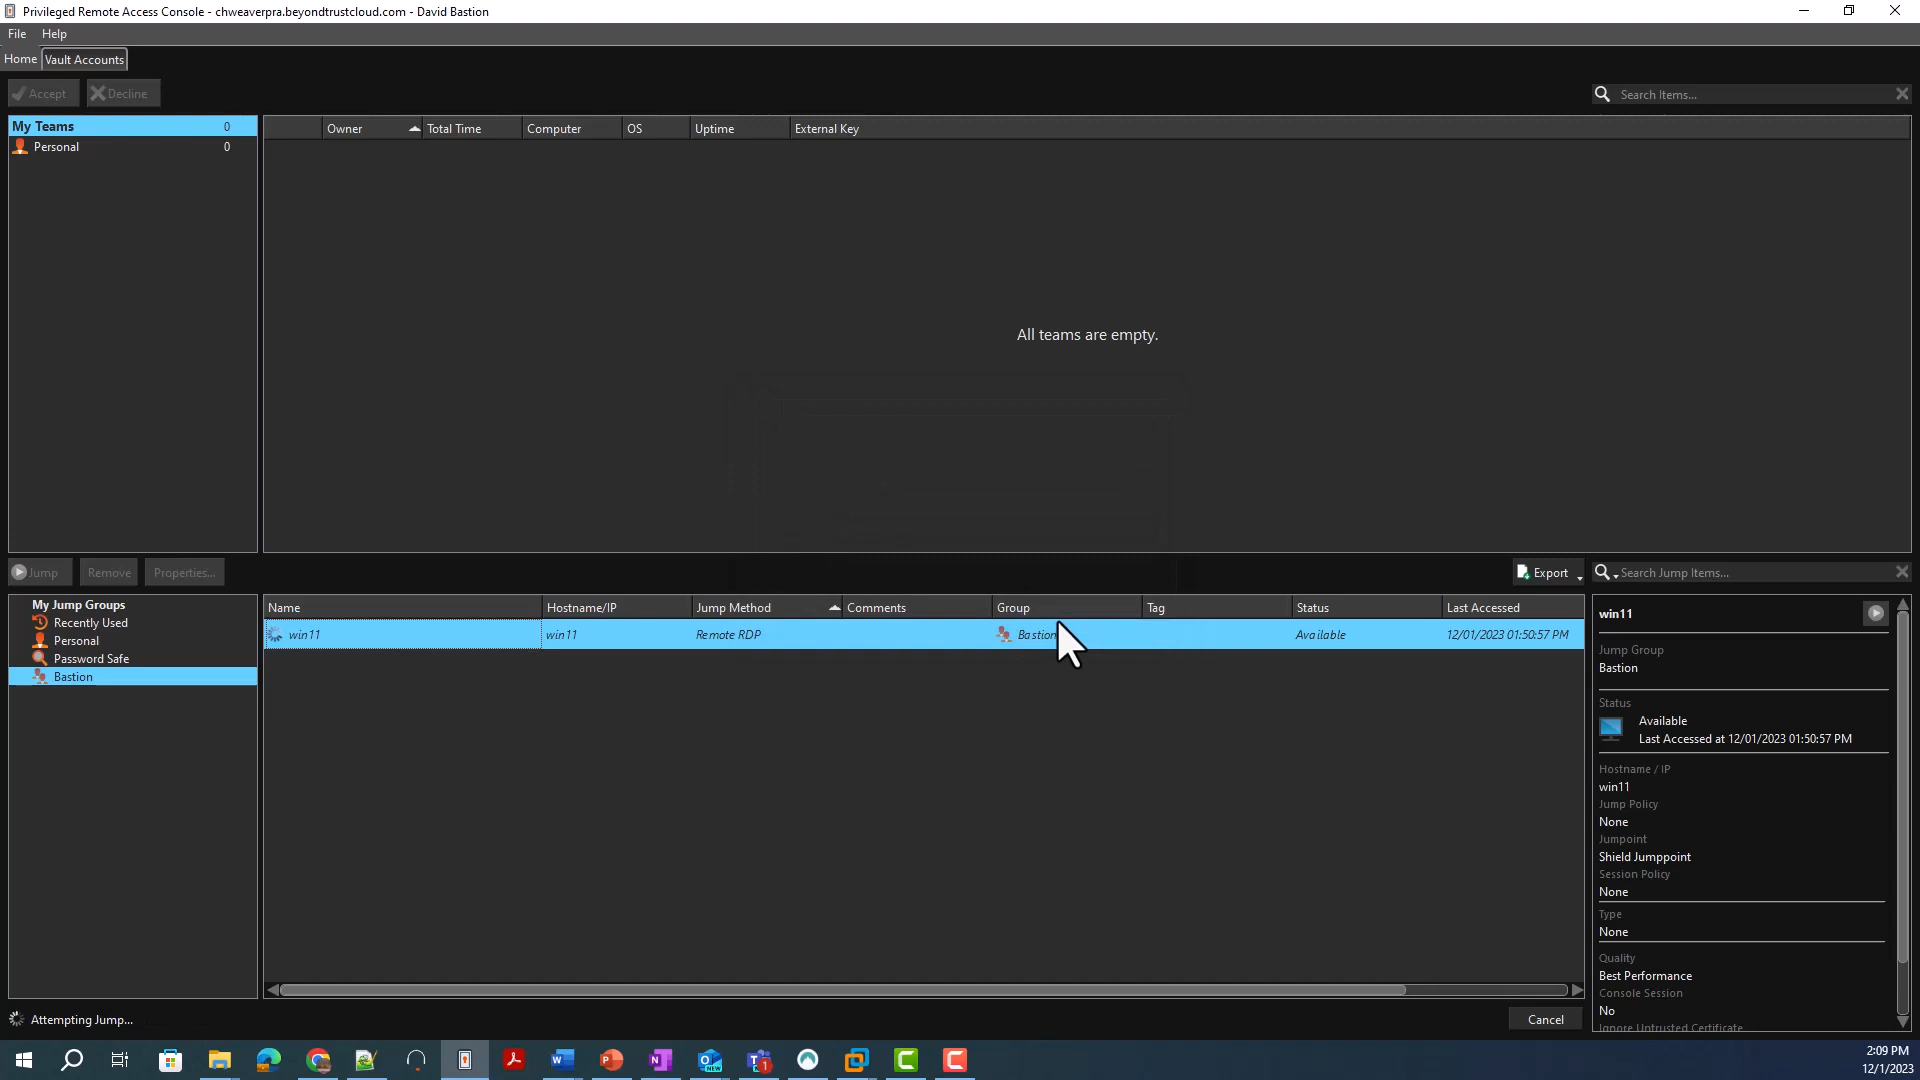 Privileged Remote Access Console - chweaverpra.beyondtrustcloud.com - David Bastion
File Help
Home Vault Accounts
Accept Decline Search Items...
My Teams 0
Personal 0
Owner Total Time Computer OS Uptime External Key
All teams are empty.
Jump Remove Properties... Export Search Jump Items...
My Jump Groups
Recently Used
Personal
Password Safe
Bastion
Name Hostname/IP Jump Method Comments Group Tag Status Last Accessed
win11 win11 Remote RDP Bastion Available 12/01/2023 01:50:57 PM
win11
Jump Group
Bastion
Status
Available
Last Accessed at 12/01/2023 01:50:57 PM
Hostname / IP
win11
Jump Policy
None
Jumpoint
Shield Jumppoint
Session Policy
None
Type
None
Quality
Best Performance
Console Session
No
Ignore Untrusted Certificate
Attempting Jump... Cancel
2:09 PM
12/1/2023